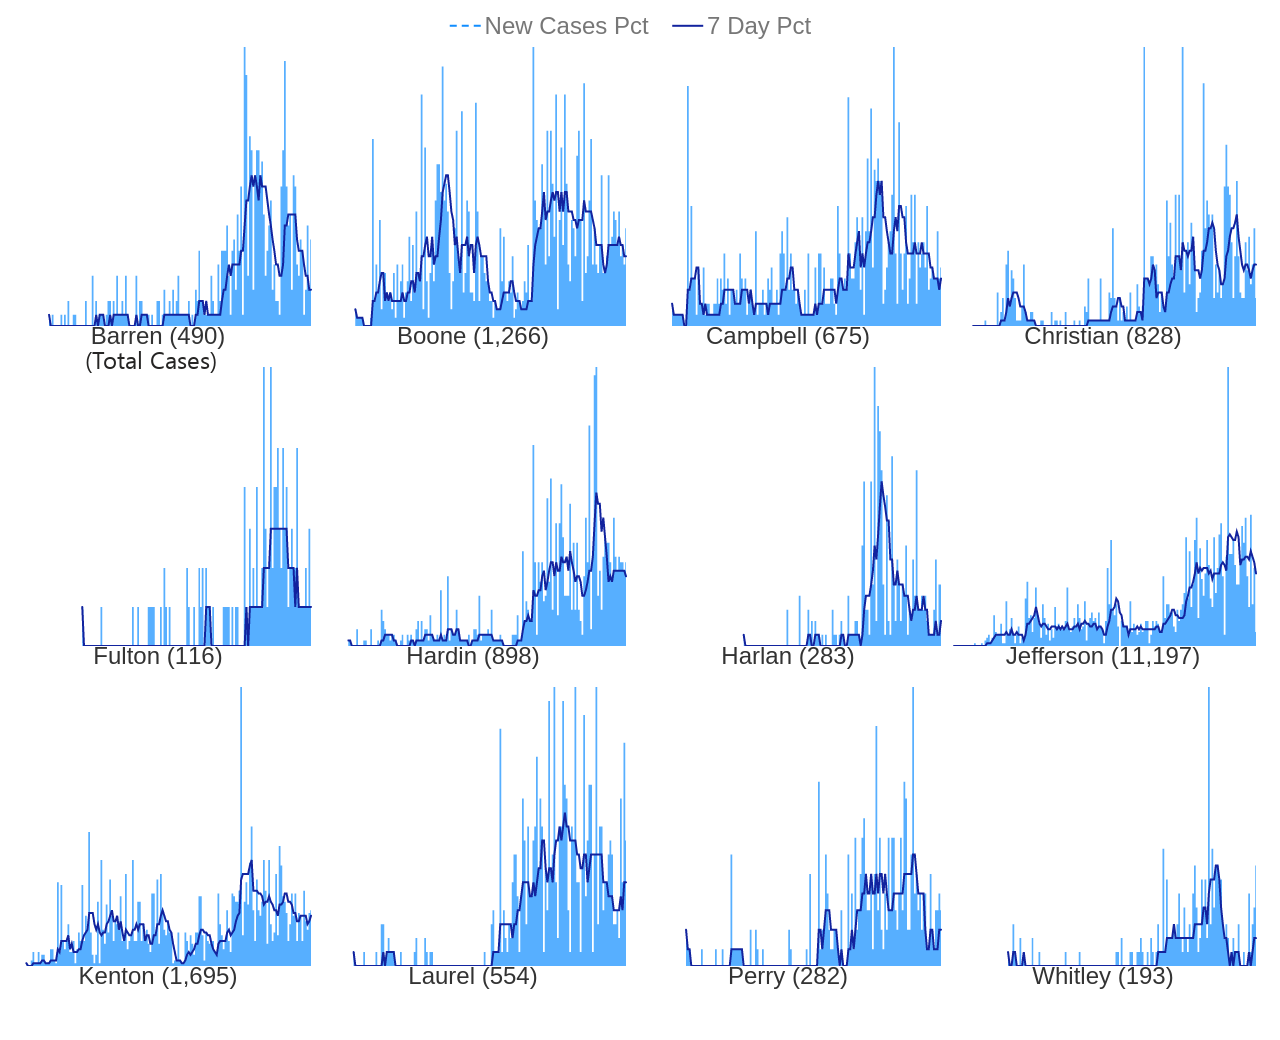 New Cases Pct 7 Day Pct
Barren (490) Boone (1,266) Campbell (675) Christian (828)
(Total Cases)
Fulton (116) Hardin (898) Harlan (283) Jefferson (11,197)
Kenton (1,695) Laurel (554) Perry (282) Whitley (193)